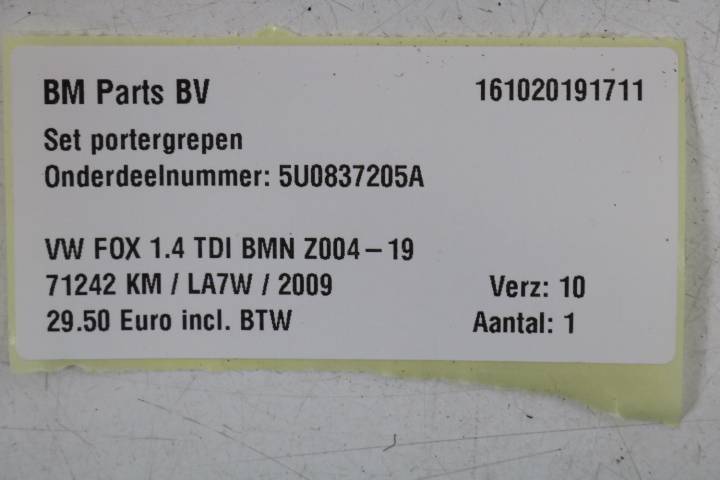 BM Parts BV 161020191711
Set portergrepen
Onderdeelnummer: 5U0837205A
VW FOX 1.4 TDI BMN Z004-19
71242 KM / LA7W / 2009 Verz: 10
29.50 Euro incl. BTW Aantal: 1